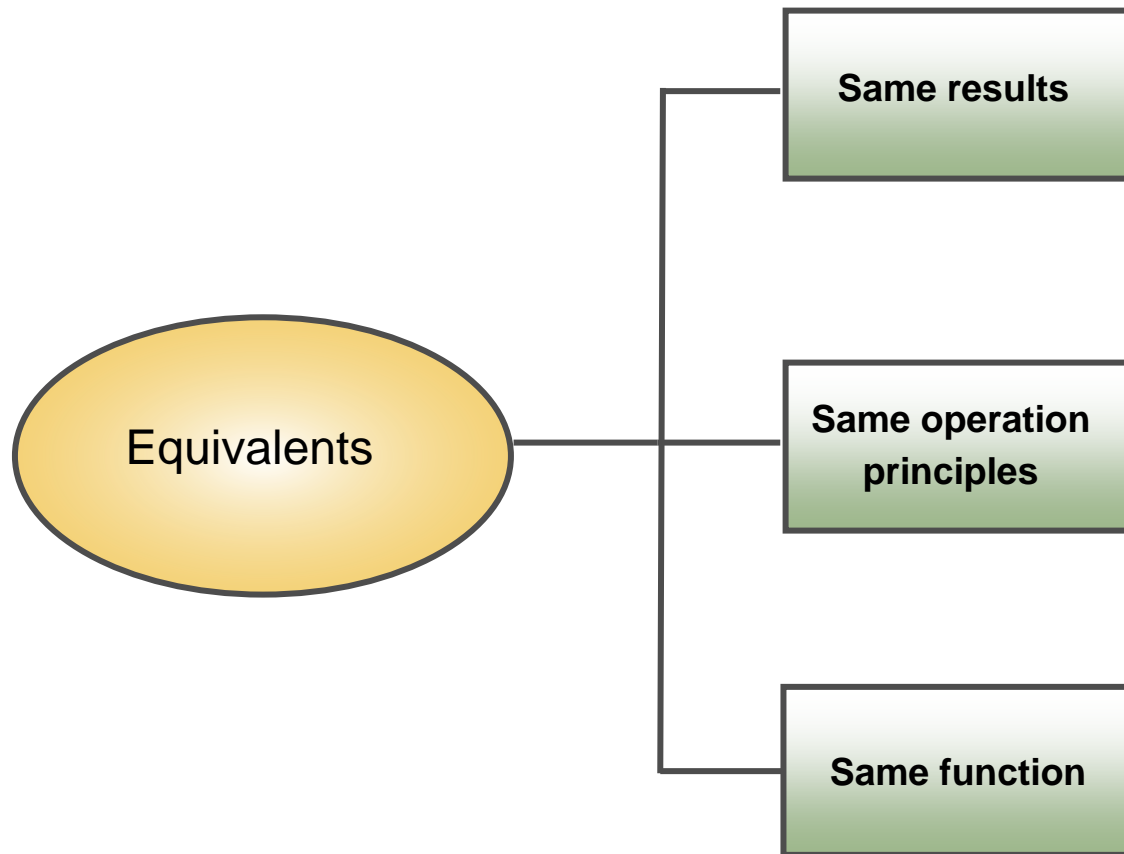 Same results
Equivalents
Same operation
principles
Same function